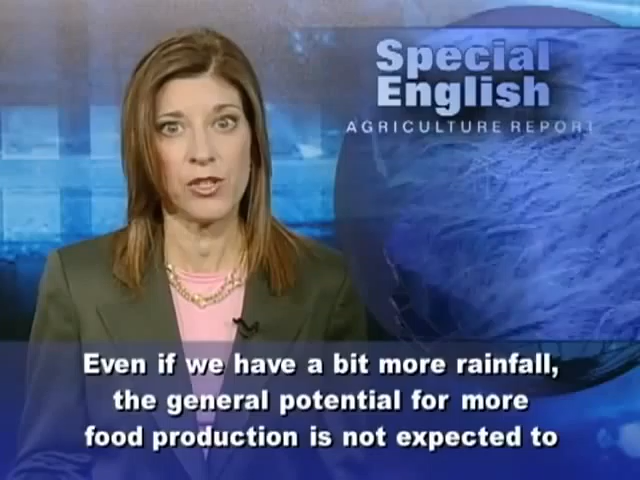 Special
English
AGRICULTURE REPORT
Even if we have a bit more rainfall,
the general potential for more
food production is not expected to